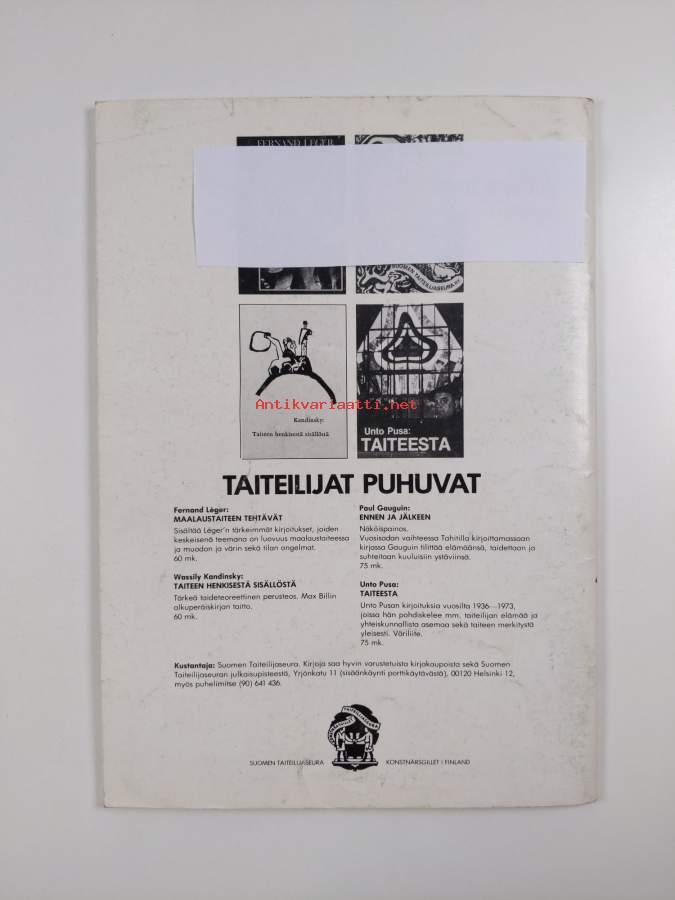 FERNAND LEGER
SUOMEN TAITEILIJASEURA
Antikvariaatti.net
Kandinsky:
Taiteen henkisestä sisällöstä
Unto Pusa:
TAITEESTA
TAITEILIJAT PUHUVAT
Fernand Léger:
MAALAUSTAITEEN TEHTÄVÄT
Sisältää Léger'n tärkeimmät kirjoitukset, joiden
keskeisenä teemana on luovuus maalaustaiteessa
ja muodon ja värin sekä tilan ongelmat.
60 mk.
Wassily Kandinsky:
TAITEEN HENKISESTÄ SISÄLLÖSTÄ
Tärkeä taideteoreettinen perusteos. Max Billin
alkuperäiskirjan taitto.
60 mk.
Paul Gauguin:
ENNEN JA JÄLKEEN
Näköispainos.
Vuosisadan vaihteessa Tahitilla kirjoittamassaan
kirjassa Gauguin tilittää elämäänsä, taidettaan ja
suhteitaan kuuluisiin ystäviinsä.
75 mk.
Unto Pusa:
TAITEESTA
Unto Pusan kirjoituksia vuosilta 1936—1973,
joissa hän pohdiskelee mm. taiteilijan elämää ja
yhteiskunnallista asemaa sekä taiteen merkitystä
yleisesti. Väriliite.
75 mk.
Kustantaja: Suomen Taiteilijaseura. Kirjoja saa hyvin varustetuista kirjakaupoista sekä Suomen
Taiteilijaseuran julkaisupisteestä, Yrjönkatu 11 (sisäänkäynti porttikäytävästä), 00120 Helsinki 12,
myös puhelimitse (90) 641 436.
SUOMEN TAITEILIJASEURA
KONSTNÄRSGILLET I FINLAND